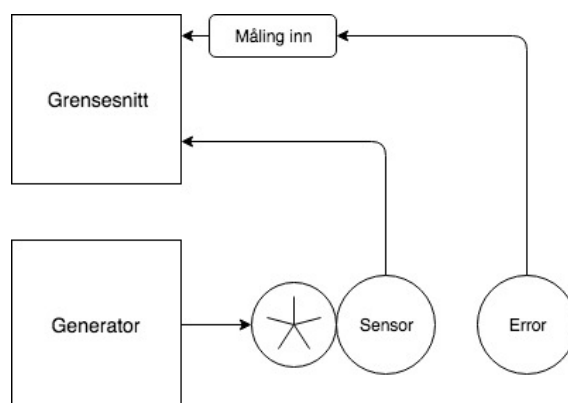 Måling inn
Grensesnitt
Generator
Sensor
Error